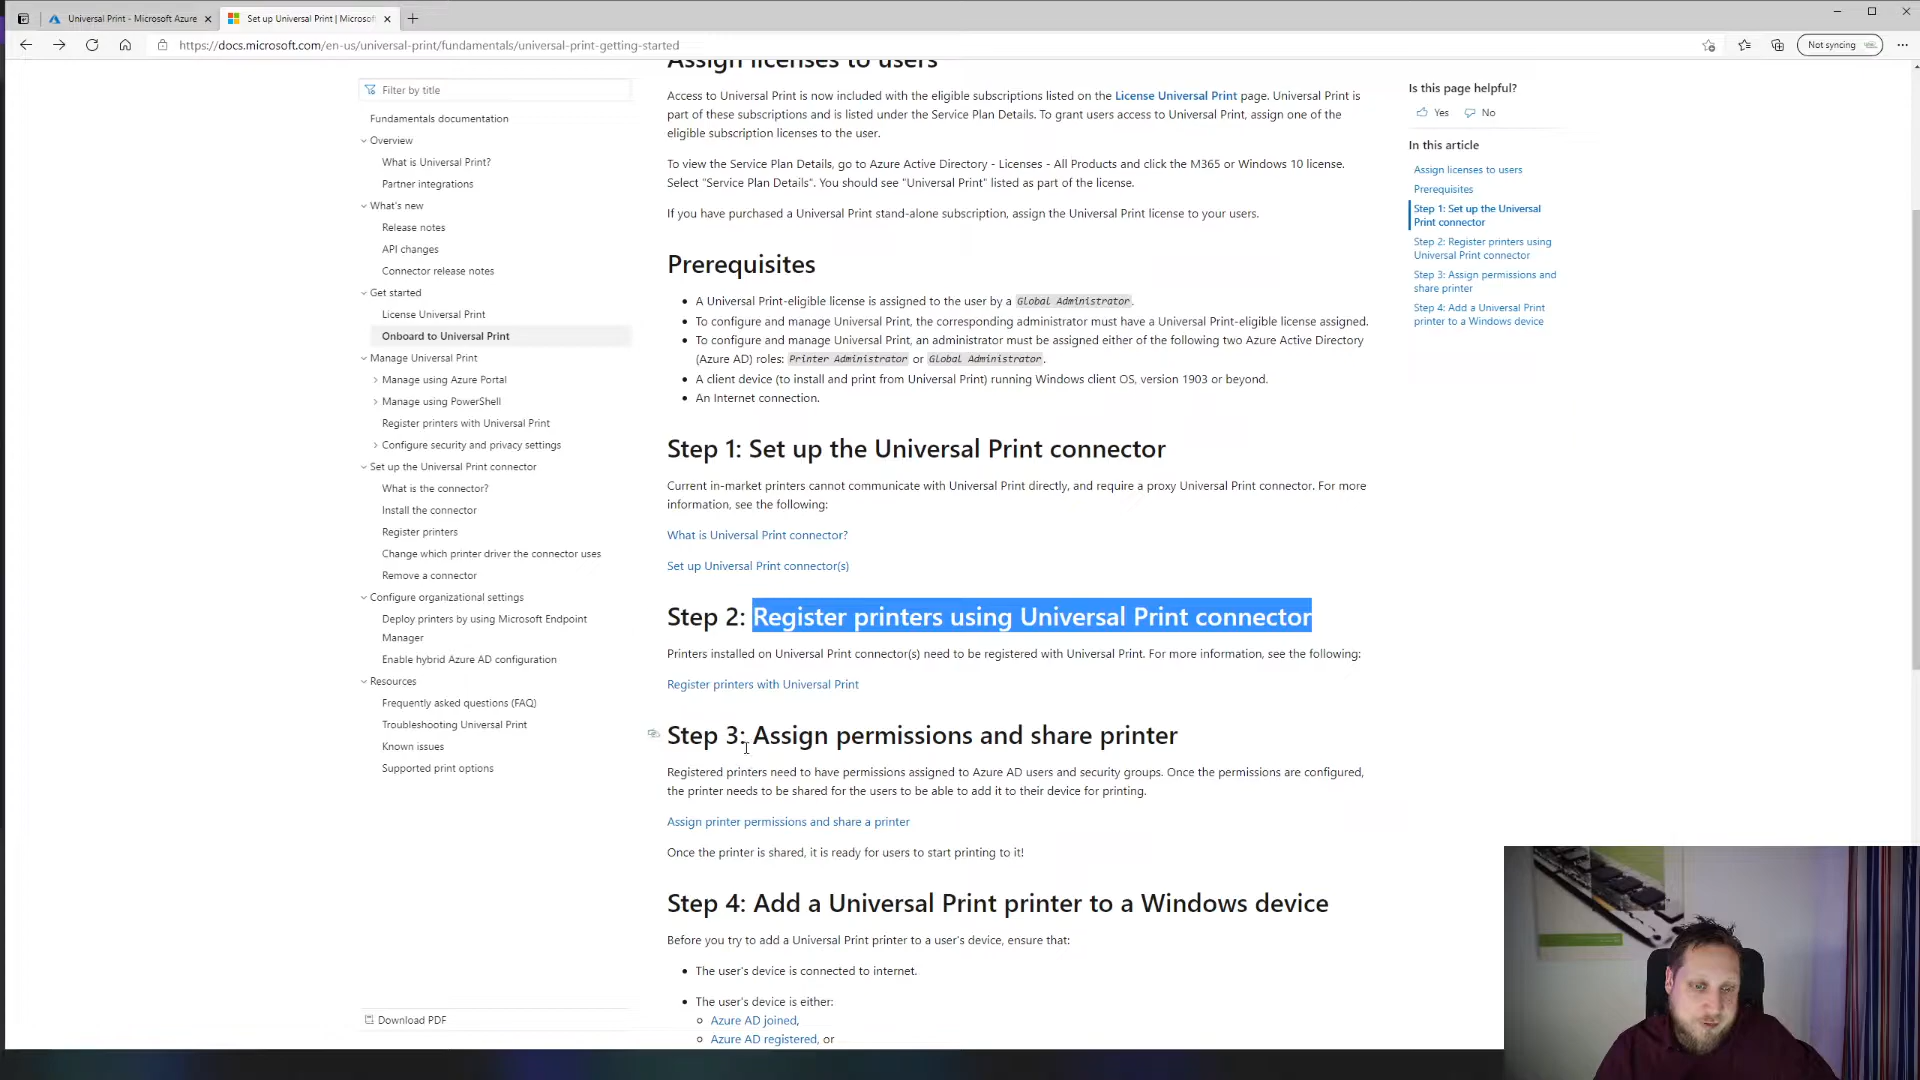 Universal Print - Microsoft Azure
Set up Universal Print | Microsoft
https://docs.microsoft.com/en-us/universal-print/fundamentals/universal-print-getting-started
Not syncing
Filter by title
Fundamentals documentation
Overview
What is Universal Print?
Partner integrations
What's new
Release notes
API changes
Connector release notes
Get started
License Universal Print
Onboard to Universal Print
Manage Universal Print
Manage using Azure Portal
Manage using PowerShell
Register printers with Universal Print
Configure security and privacy settings
Set up the Universal Print connector
What is the connector?
Install the connector
Register printers
Change which printer driver the connector uses
Remove a connector
Configure organizational settings
Deploy printers by using Microsoft Endpoint
Manager
Enable hybrid Azure AD configuration
Resources
Frequently asked questions (FAQ)
Troubleshooting Universal Print
Known issues
Supported print options
Download PDF
Assign licenses to users
Access to Universal Print is now included with the eligible subscriptions listed on the License Universal Print page. Universal Print is
part of these subscriptions and is listed under the Service Plan Details. To grant users access to Universal Print, assign one of the
eligible subscription licenses to the user.
To view the Service Plan Details, go to Azure Active Directory - Licenses - All Products and click the M365 or Windows 10 license.
Select "Service Plan Details". You should see "Universal Print" listed as part of the license.
If you have purchased a Universal Print stand-alone subscription, assign the Universal Print license to your users.
Prerequisites
• A Universal Print-eligible license is assigned to the user by a Global Administrator.
• To configure and manage Universal Print, the corresponding administrator must have a Universal Print-eligible license assigned.
• To configure and manage Universal Print, an administrator must be assigned either of the following two Azure Active Directory
(Azure AD) roles: Printer Administrator or Global Administrator.
• A client device (to install and print from Universal Print) running Windows client OS, version 1903 or beyond.
• An Internet connection.
Step 1: Set up the Universal Print connector
Current in-market printers cannot communicate with Universal Print directly, and require a proxy Universal Print connector. For more
information, see the following:
What is Universal Print connector?
Set up Universal Print connector(s)
Step 2: Register printers using Universal Print connector
Printers installed on Universal Print connector(s) need to be registered with Universal Print. For more information, see the following:
Register printers with Universal Print
Step 3: Assign permissions and share printer
Registered printers need to have permissions assigned to Azure AD users and security groups. Once the permissions are configured,
the printer needs to be shared for the users to be able to add it to their device for printing.
Assign printer permissions and share a printer
Once the printer is shared, it is ready for users to start printing to it!
Step 4: Add a Universal Print printer to a Windows device
Before you try to add a Universal Print printer to a user's device, ensure that:
• The user's device is connected to internet.
• The user's device is either:
Azure AD joined,
Azure AD registered, or
Is this page helpful?
Yes No
In this article
Assign licenses to users
Prerequisites
Step 1: Set up the Universal
Print connector
Step 2: Register printers using
Universal Print connector
Step 3: Assign permissions and
share printer
Step 4: Add a Universal Print
printer to a Windows device